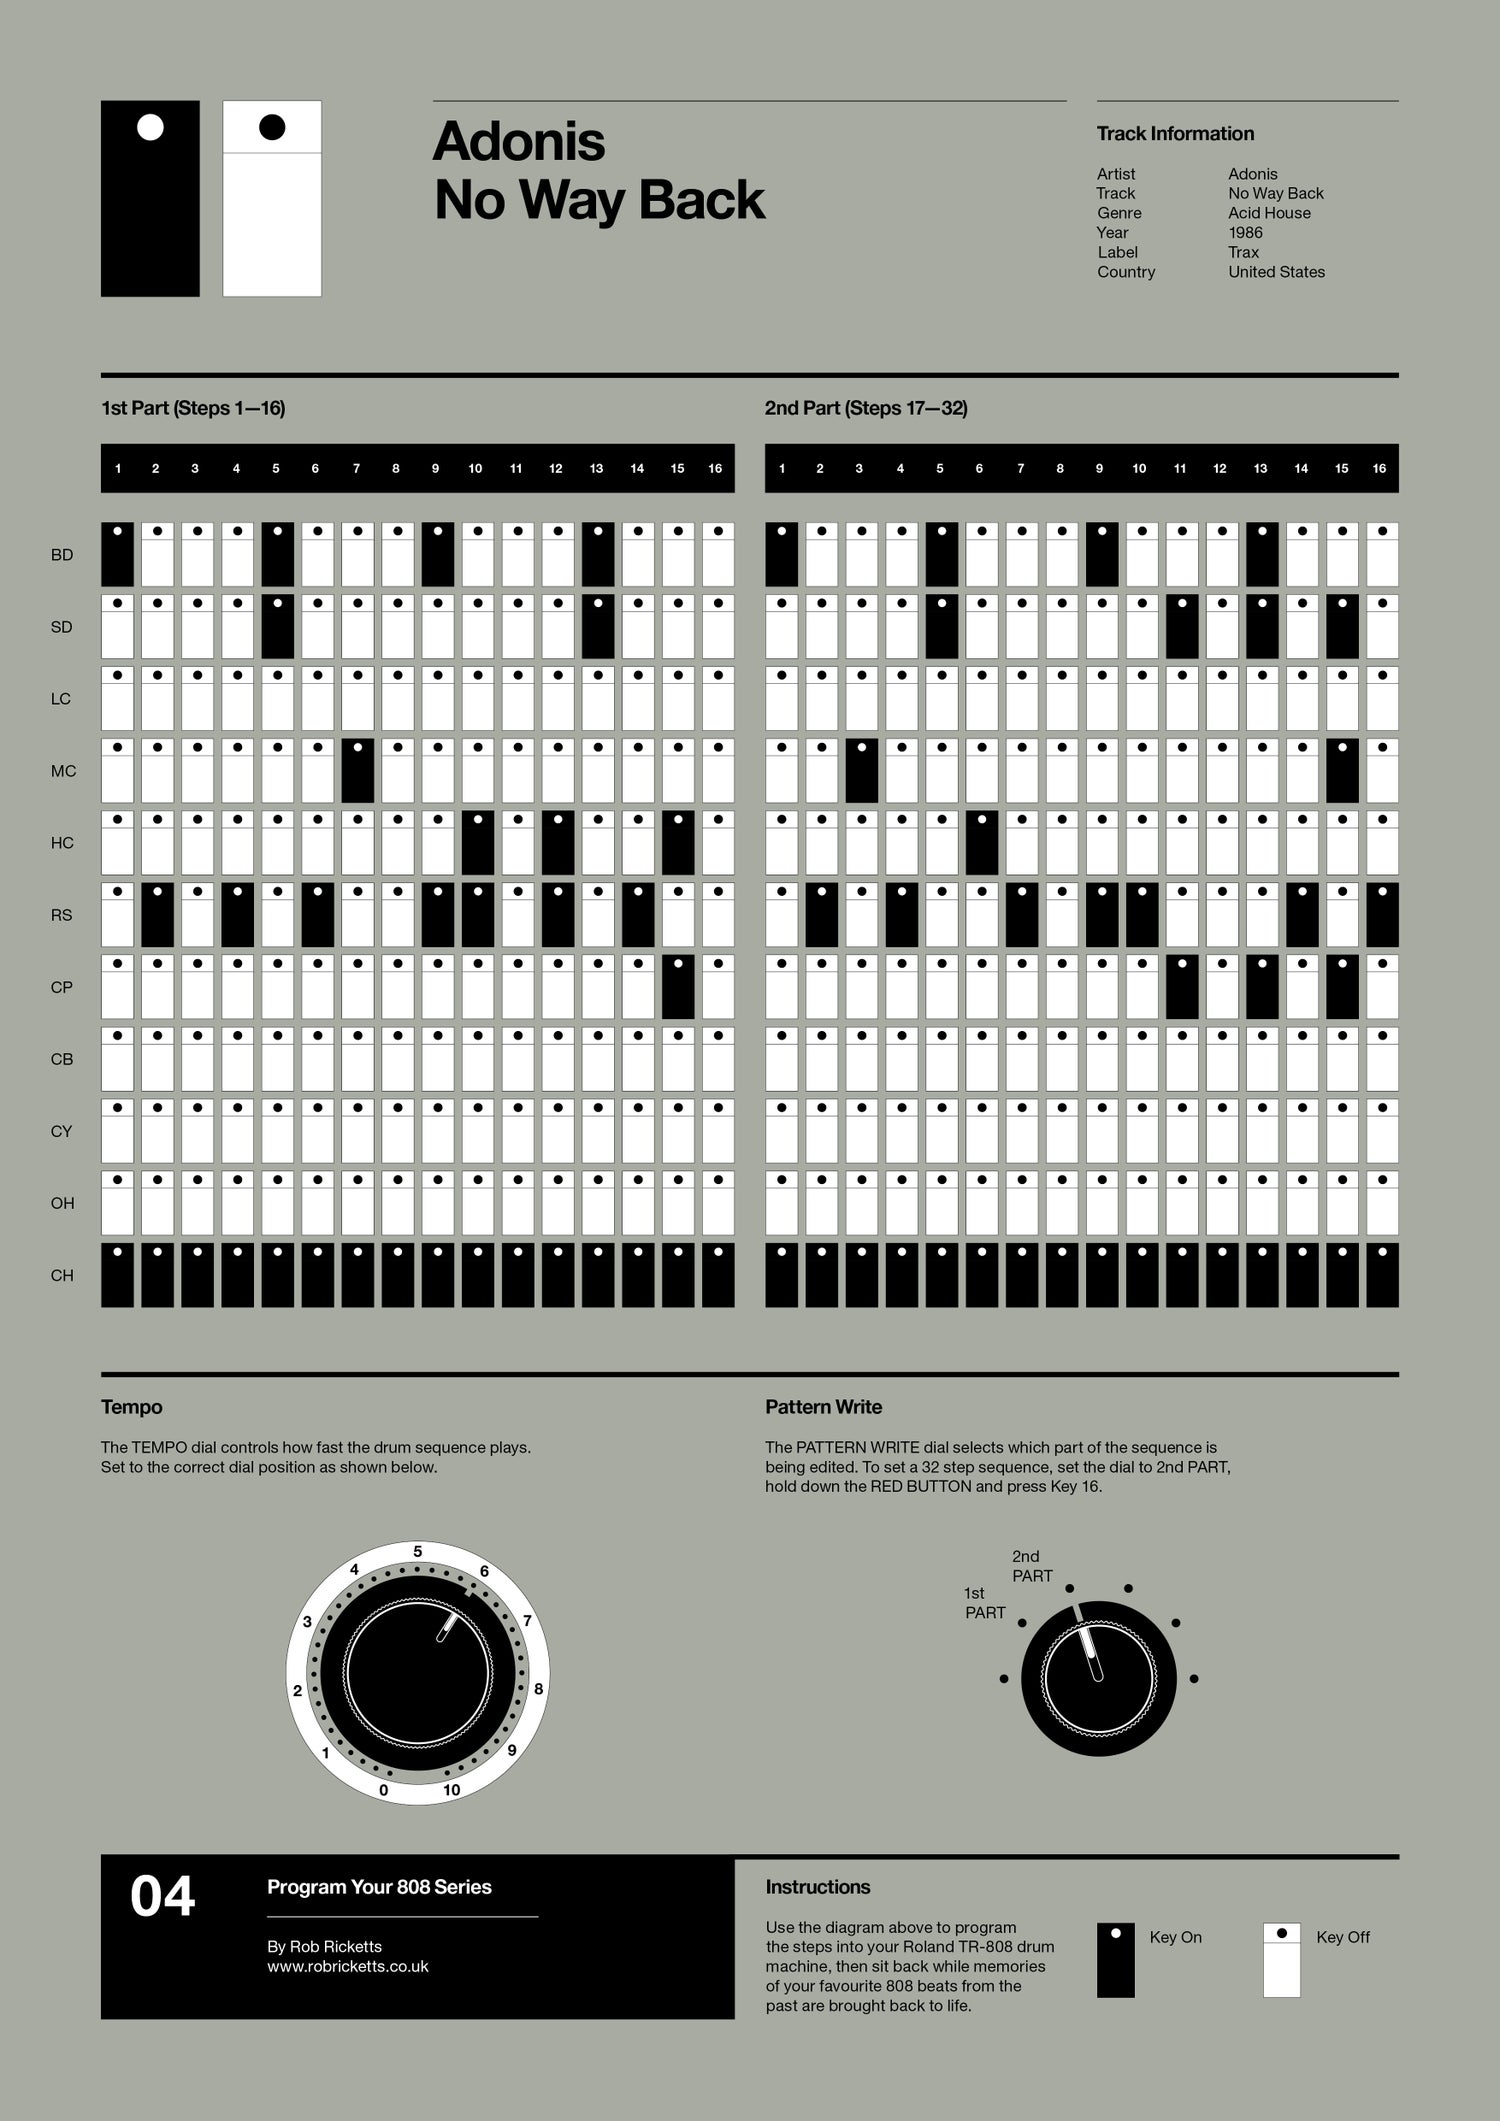 Adonis
No Way Back
Track Information
Artist Adonis
Track No Way Back
Genre Acid House
Year 1986
Label Trax
Country United States
1st Part (Steps 1—16)
2nd Part (Steps 17—32)
1 2 3 4 5 6 7 8 9 10 11 12 13 14 15 16
1 2 3 4 5 6 7 8 9 10 11 12 13 14 15 16
BD
SD
LC
MC
HC
RS
CP
CB
CY
OH
CH
Tempo
The TEMPO dial controls how fast the drum sequence plays.
Set to the correct dial position as shown below.
0 1 2 3 4 5 6 7 8 9 10
Pattern Write
The PATTERN WRITE dial selects which part of the sequence is
being edited. To set a 32 step sequence, set the dial to 2nd PART,
hold down the RED BUTTON and press Key 16.
2nd
PART
1st
PART
04
Program Your 808 Series
By Rob Ricketts
www.robricketts.co.uk
Instructions
Use the diagram above to program
the steps into your Roland TR-808 drum
machine, then sit back while memories
of your favourite 808 beats from the
past are brought back to life.
Key On
Key Off